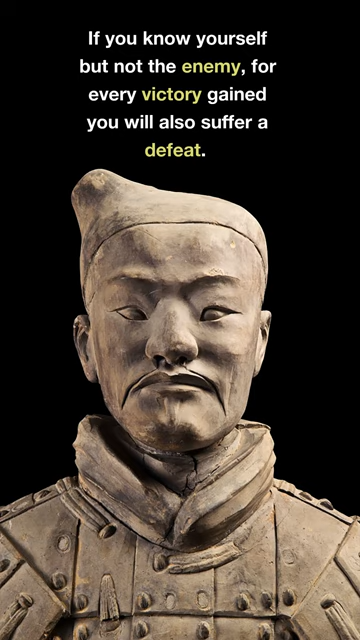 If you know yourself
but not the enemy, for
every victory gained
you will also suffer a
defeat.